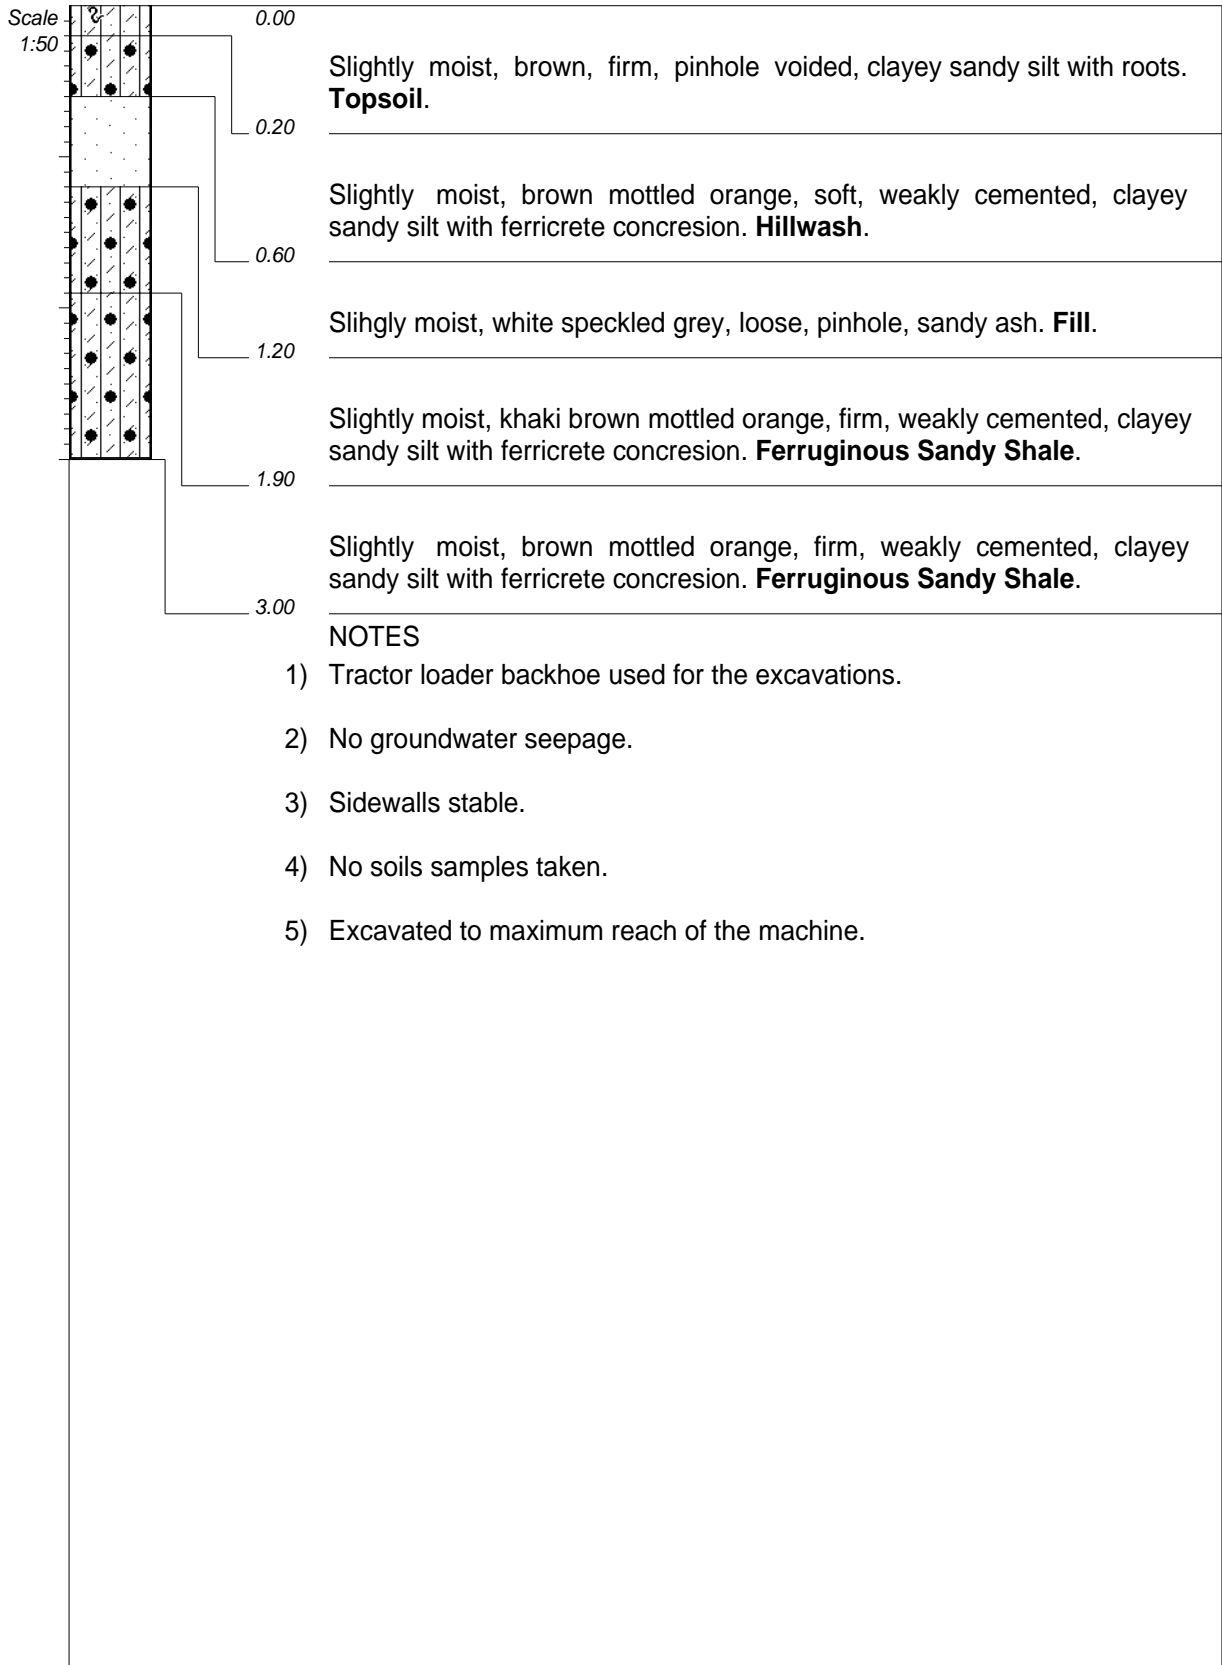 Scale
1:50
0.00
Slightly moist, brown, firm, pinhole voided, clayey sandy silt with roots.
Topsoil.
0.20
Slightly moist, brown mottled orange, soft, weakly cemented, clayey
sandy silt with ferricrete concresion. Hillwash.
0.60
Slihgly moist, white speckled grey, loose, pinhole, sandy ash. Fill.
1.20
Slightly moist, khaki brown mottled orange, firm, weakly cemented, clayey
sandy silt with ferricrete concresion. Ferruginous Sandy Shale.
1.90
Slightly moist, brown mottled orange, firm, weakly cemented, clayey
sandy silt with ferricrete concresion. Ferruginous Sandy Shale.
3.00
NOTES
1) Tractor loader backhoe used for the excavations.
2) No groundwater seepage.
3) Sidewalls stable.
4) No soils samples taken.
5) Excavated to maximum reach of the machine.